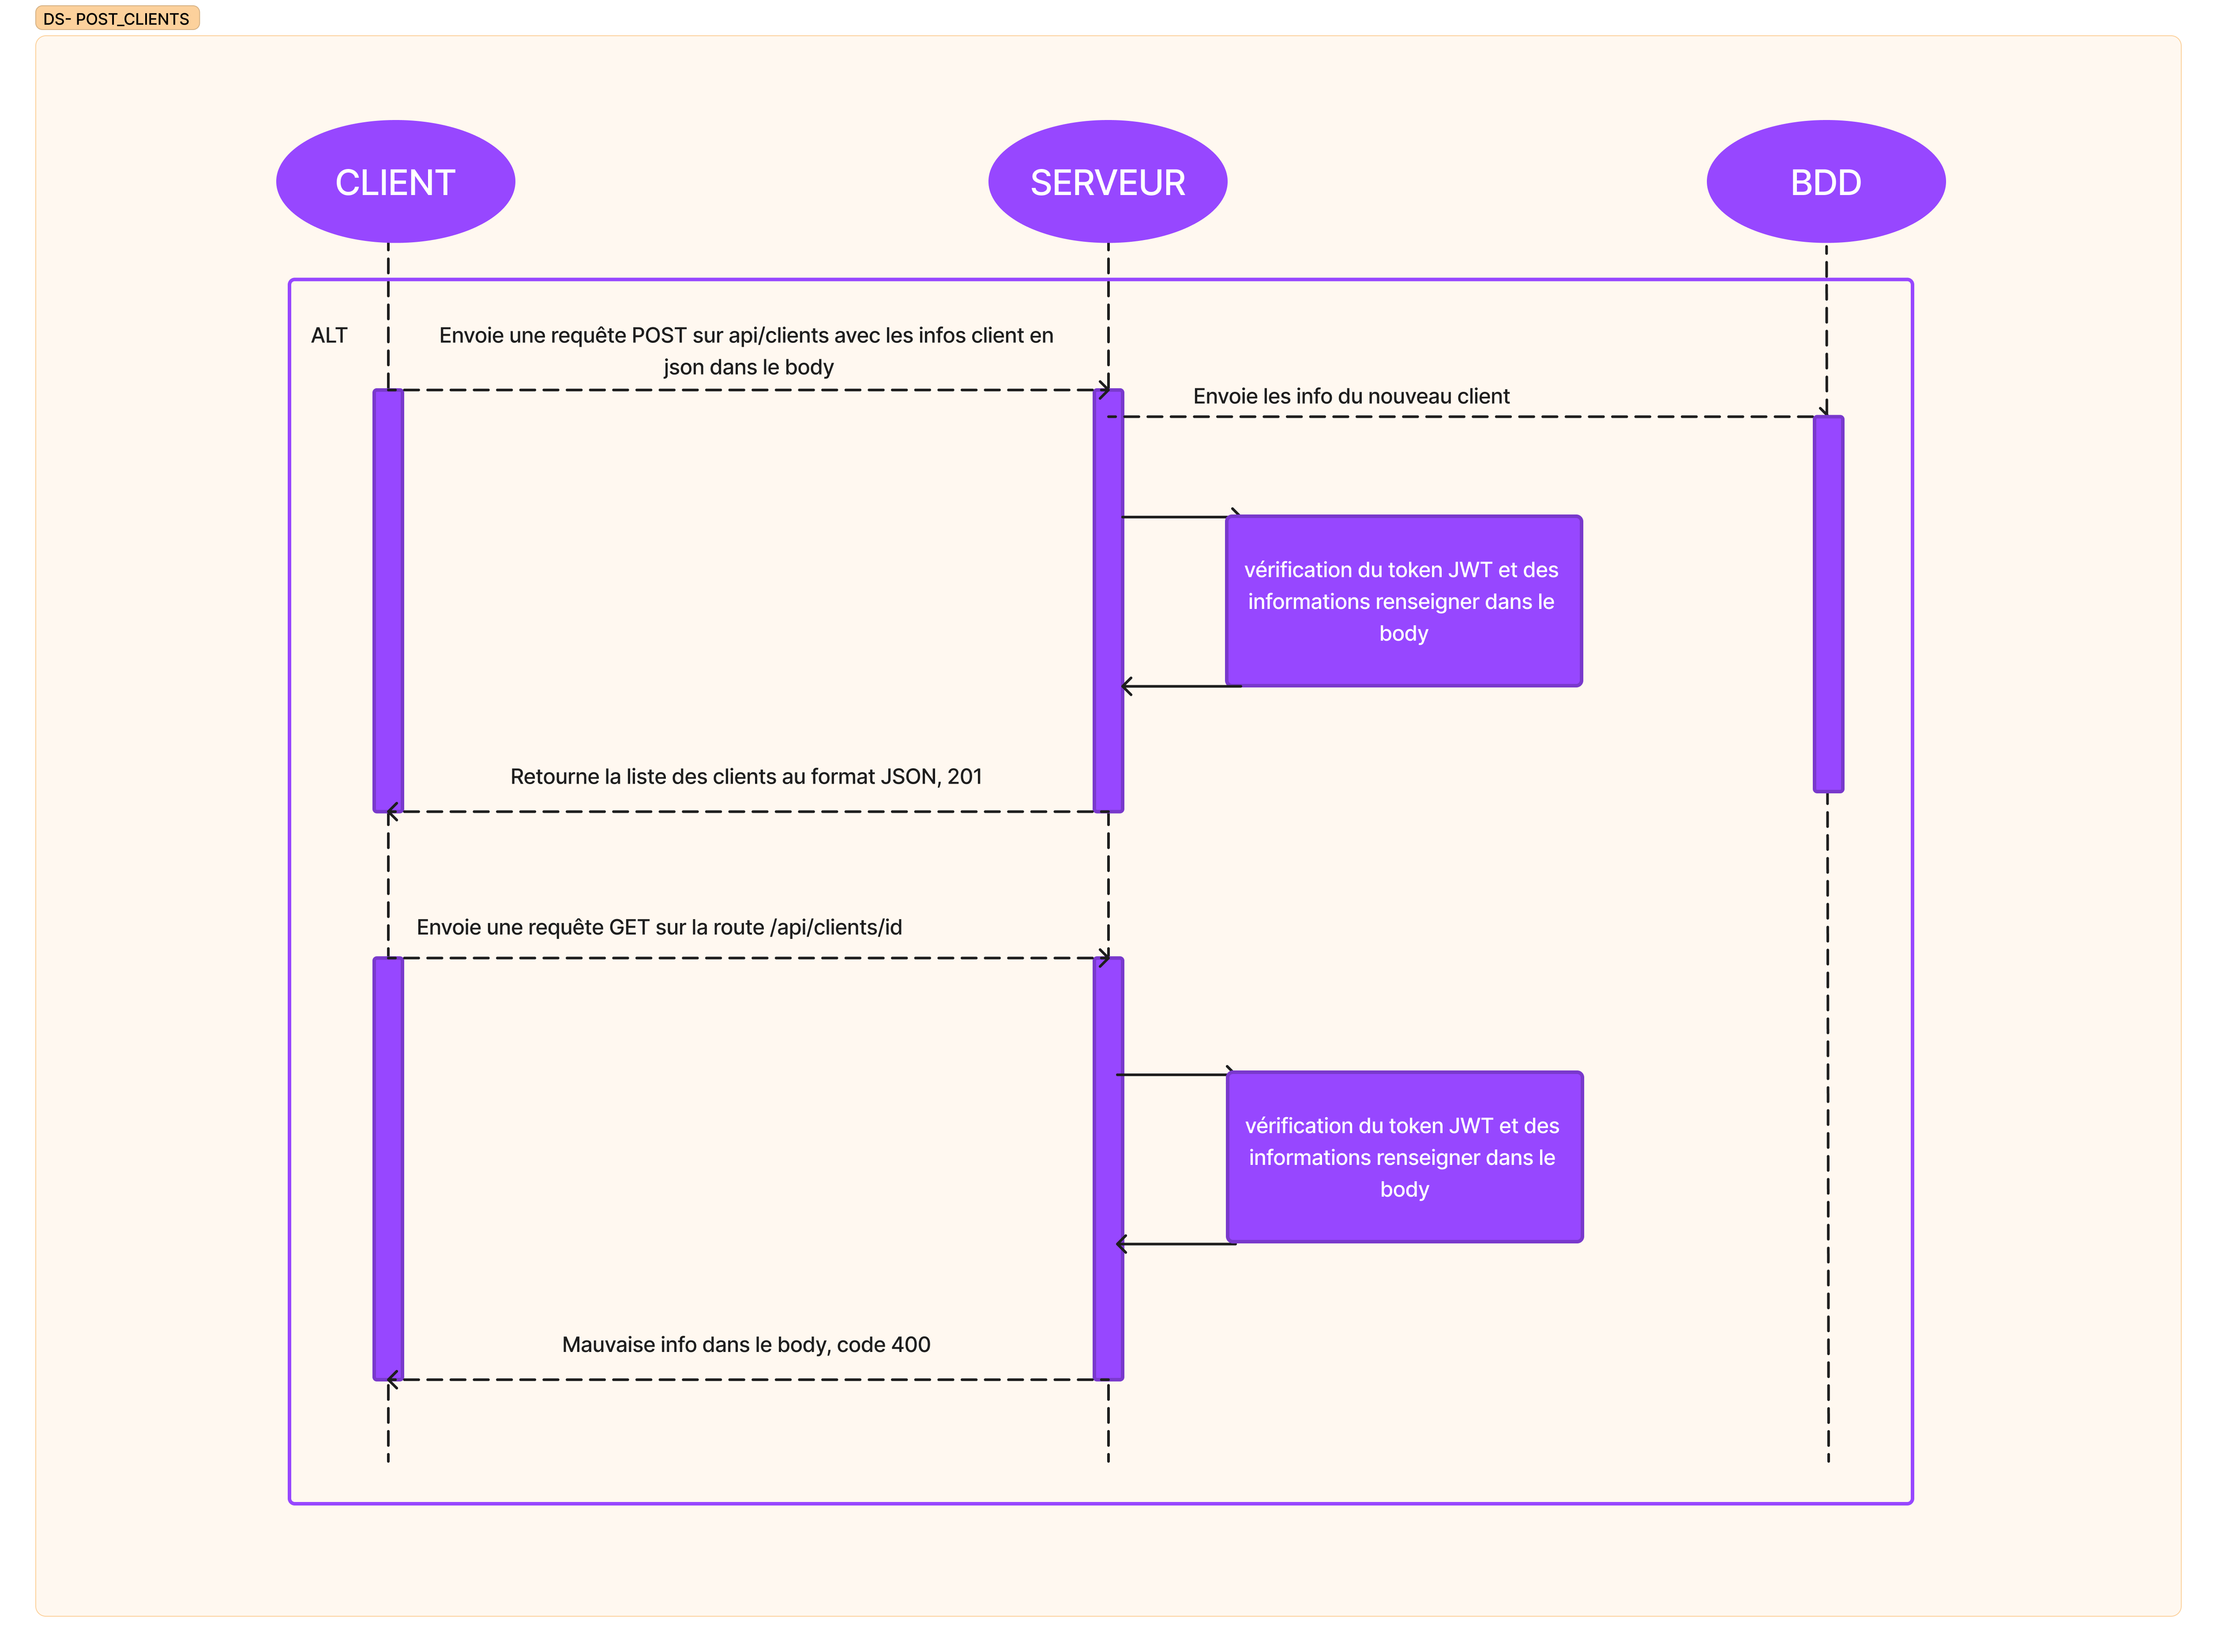 DS- POST_CLIENTS
CLIENT
SERVEUR
BDD
ALT
Envoie une requête POST sur api/clients avec les infos client en
json dans le body
Envoie les info du nouveau client
vérification du token JWT et des
informations renseigner dans le
body
Retourne la liste des clients au format JSON, 201
Envoie une requête GET sur la route /api/clients/id
vérification du token JWT et des
informations renseigner dans le
body
Mauvaise info dans le body, code 400